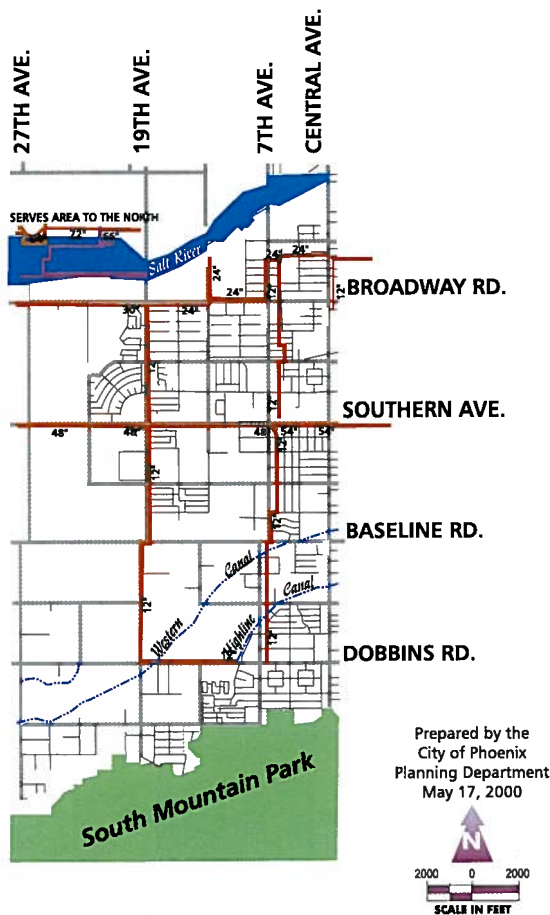 27TH AVE.
19TH AVE.
7TH AVE.
CENTRAL AVE.
SERVES AREA TO THE NORTH
72"
66"
Salt River
24"
24"
24"
24"
12"
12"
BROADWAY RD.
30"
24"
12"
12"
SOUTHERN AVE.
48"
48"
48"
54"
54"
12"
12"
12"
BASELINE RD.
Canal
Canal
12"
Western
Highline
DOBBINS RD.
South Mountain Park
Prepared by the
City of Phoenix
Planning Department
May 17, 2000
N
2000 0 2000
SCALE IN FEET